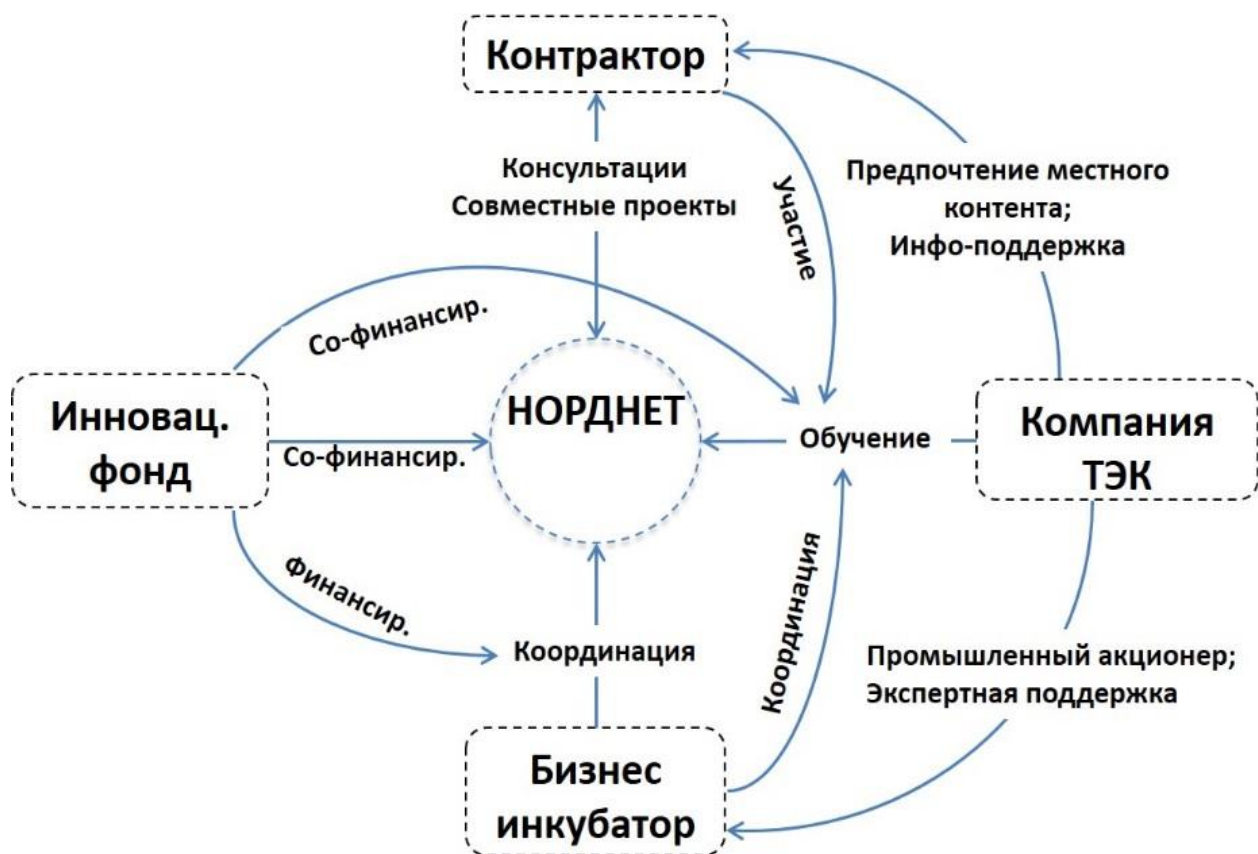 Контрактор
Консультации
Совместные проекты
Участие
Предпочтение местного
контента;
Инфо-поддержка
Со-финансир.
Инновац.
фонд
Со-финансир.
НОРДНЕТ
Обучение
Компания
ТЭК
Финансир.
Координация
Координация
Промышленный акционер;
Экспертная поддержка
Бизнес
инкубатор